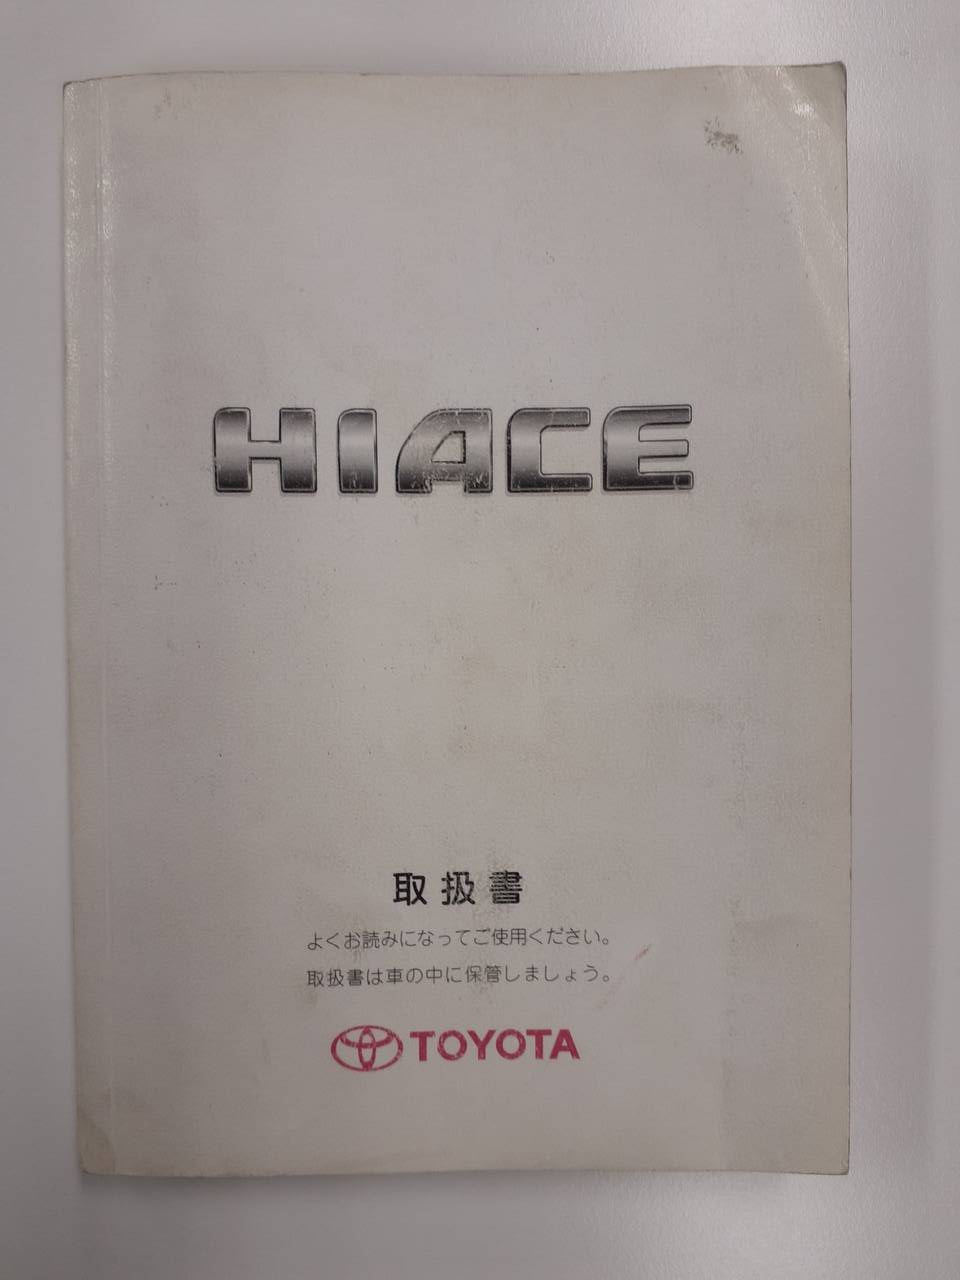 HIACE
取扱書
よくお読みになってご使用ください。
取扱書は車の中に保管しましょう。
TOYOTA